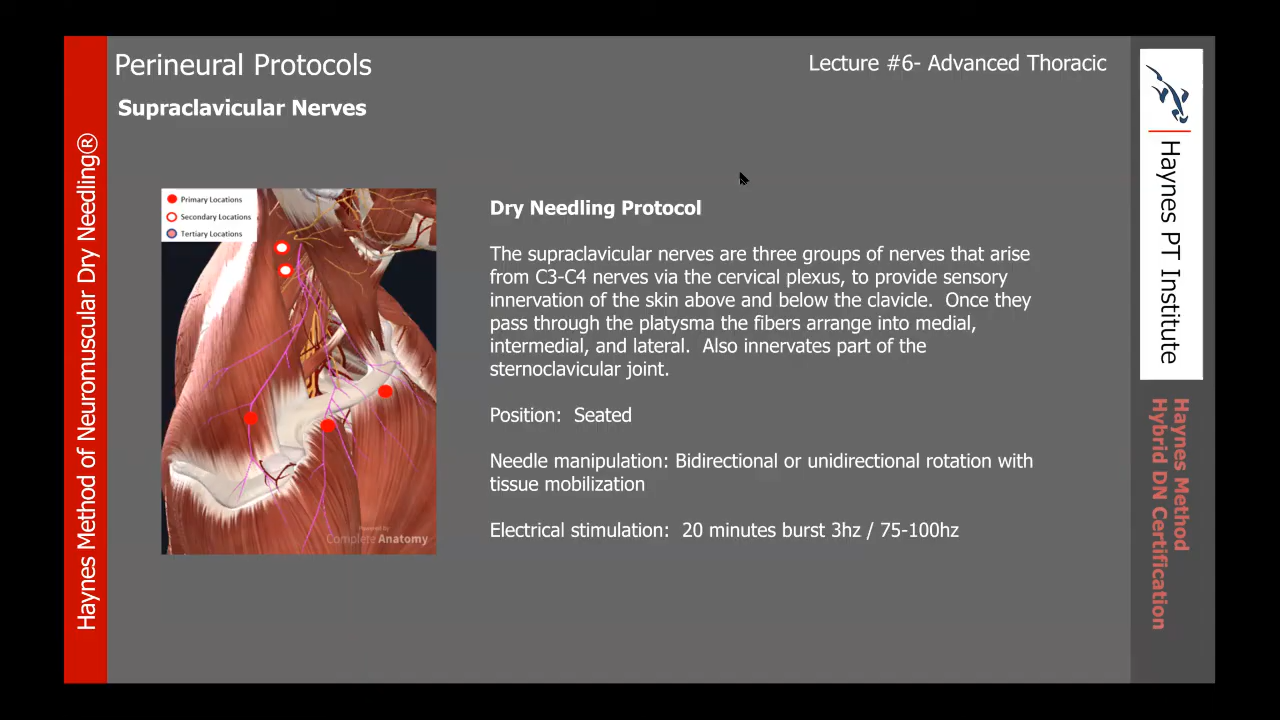 Perineural Protocols
Lecture #6- Advanced Thoracic
Supraclavicular Nerves
Haynes Method of Neuromuscular Dry Needling®
Primary Locations
Secondary Locations
Tertiary Locations
Powered by
Complete Anatomy
Dry Needling Protocol
The supraclavicular nerves are three groups of nerves that arise
from C3-C4 nerves via the cervical plexus, to provide sensory
innervation of the skin above and below the clavicle.  Once they
pass through the platysma the fibers arrange into medial,
intermedial, and lateral.  Also innervates part of the
sternoclavicular joint.
Position:  Seated
Needle manipulation: Bidirectional or unidirectional rotation with
tissue mobilization
Electrical stimulation:  20 minutes burst 3hz / 75-100hz
Haynes PT Institute
Haynes Method
Hybrid DN Certification